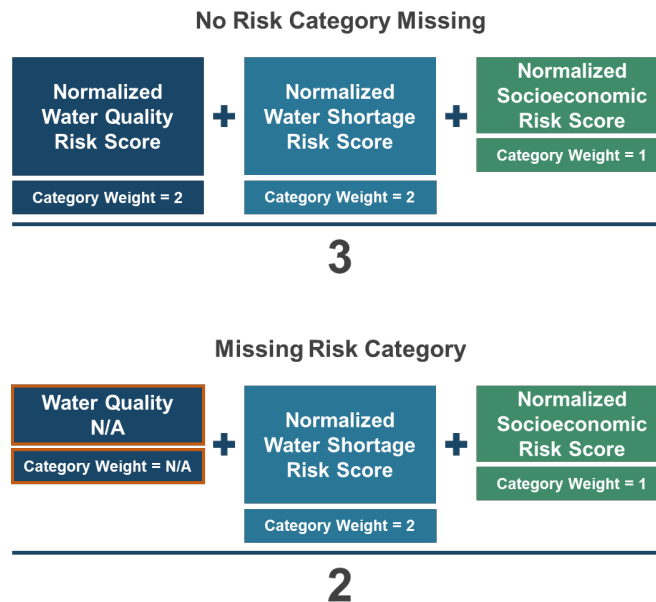 No Risk Category Missing
Normalized
Water Quality
Risk Score
Category Weight = 2
+
Normalized
Water Shortage
Risk Score
Category Weight = 2
+
Normalized
Socioeconomic
Risk Score
Category Weight = 1
3
Missing Risk Category
Water Quality
N/A
Category Weight = N/A
+
Normalized
Water Shortage
Risk Score
Category Weight = 2
+
Normalized
Socioeconomic
Risk Score
Category Weight = 1
2